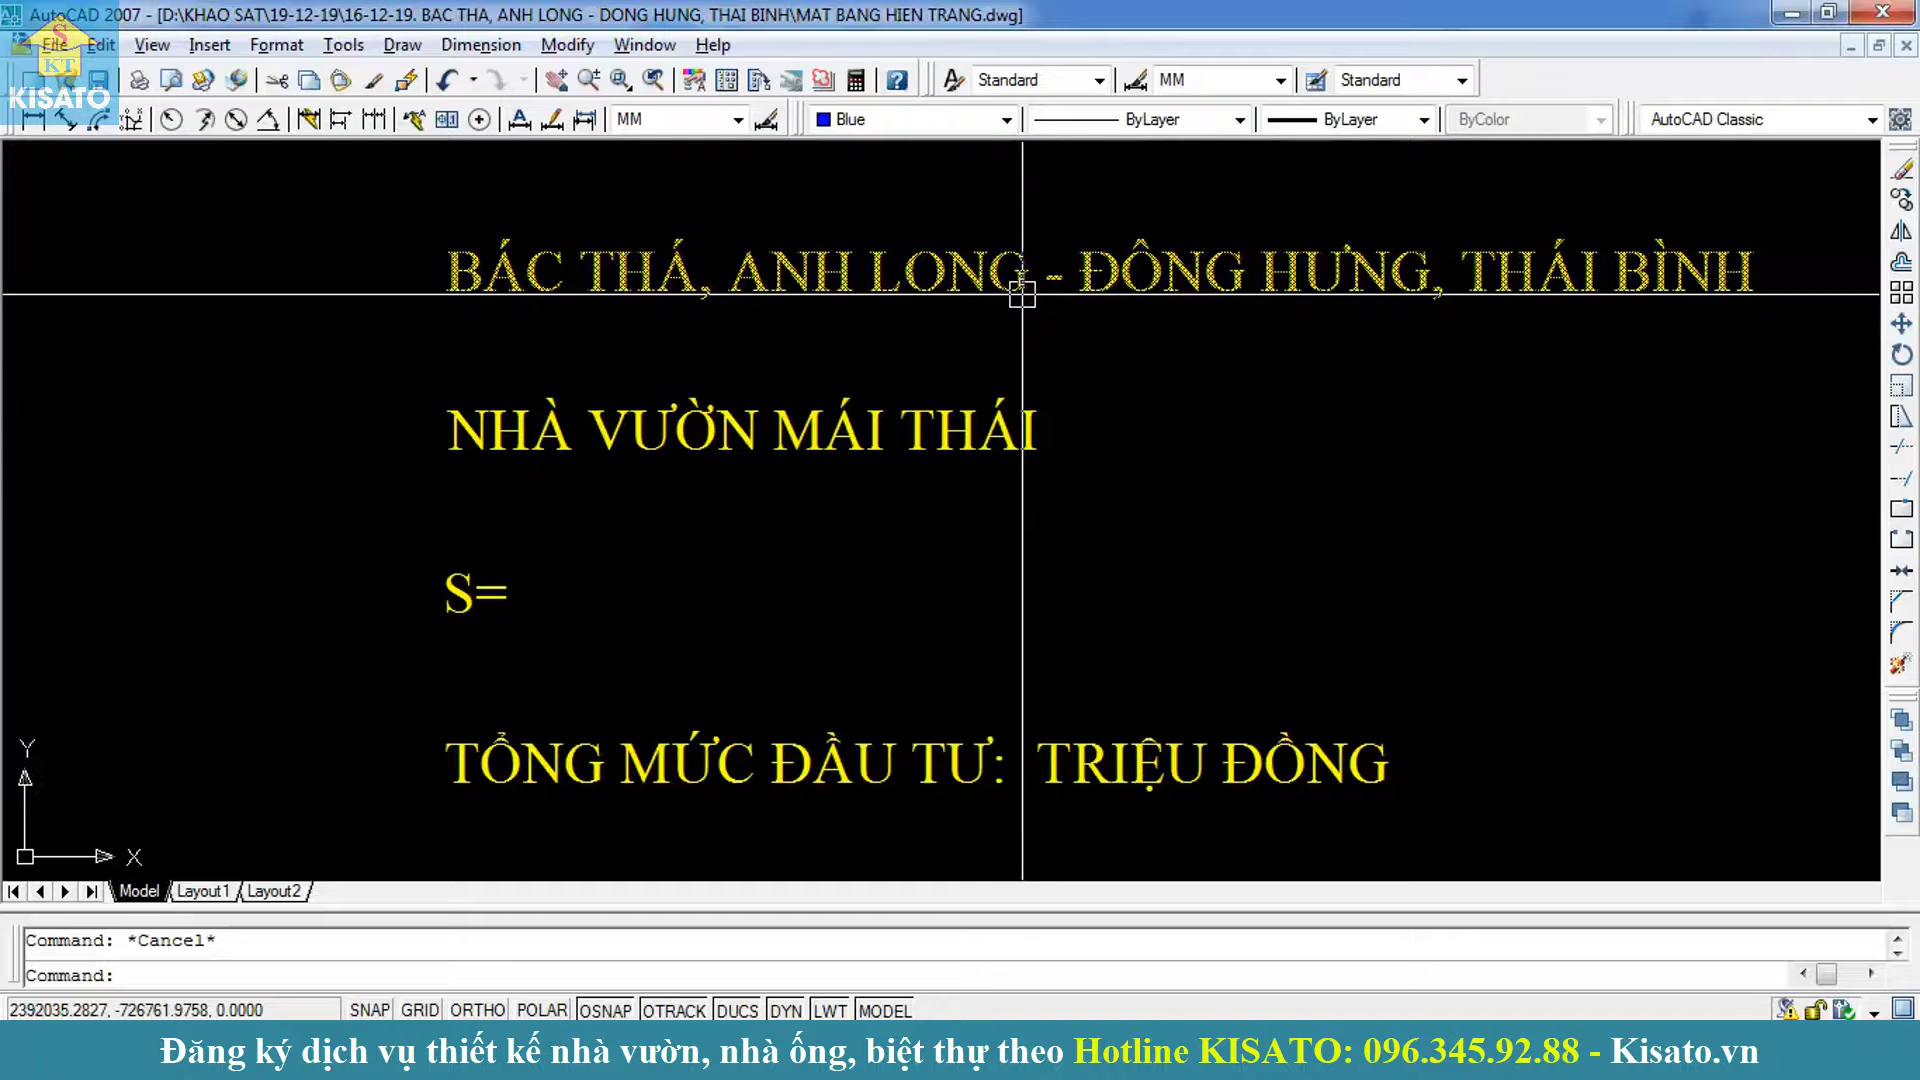 AutoCAD 2007 - [D:\KHAO SAT\19-12-19\16-12-19. BAC THA, ANH LONG - DONG HUNG, THAI BINH\MAT BANG HIEN TRANG.dwg]
File Edit View Insert Format Tools Draw Dimension Modify Window Help
S
KT
KISATO
Standard MM Standard
MM Blue ByLayer ByLayer ByColor AutoCAD Classic
BÁC THÁ, ANH LONG - ĐÔNG HƯNG, THÁI BÌNH
NHÀ VƯỜN MÁI THÁI
S=
TỔNG MỨC ĐẦU TƯ: TRIỆU ĐỒNG
Y
X
Model Layout1 Layout2
Command: *Cancel*
Command:
2392035.2827, -726761.9758, 0.0000 SNAP GRID ORTHO POLAR OSNAP OTRACK DUCS DYN LWT MODEL
Đăng ký dịch vụ thiết kế nhà vườn, nhà ống, biệt thự theo Hotline KISATO: 096.345.92.88 - Kisato.vn